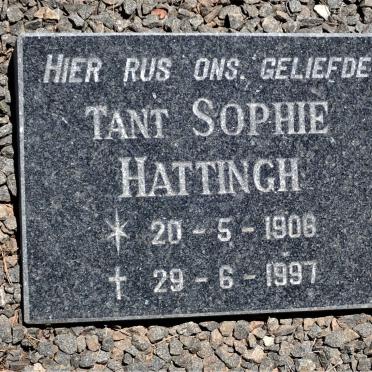 HIER RUS ONS. GELIEFDE
TANT SOPHIE
HATTINGH
* 20 - 5 - 1906
† 29 - 6 - 1997